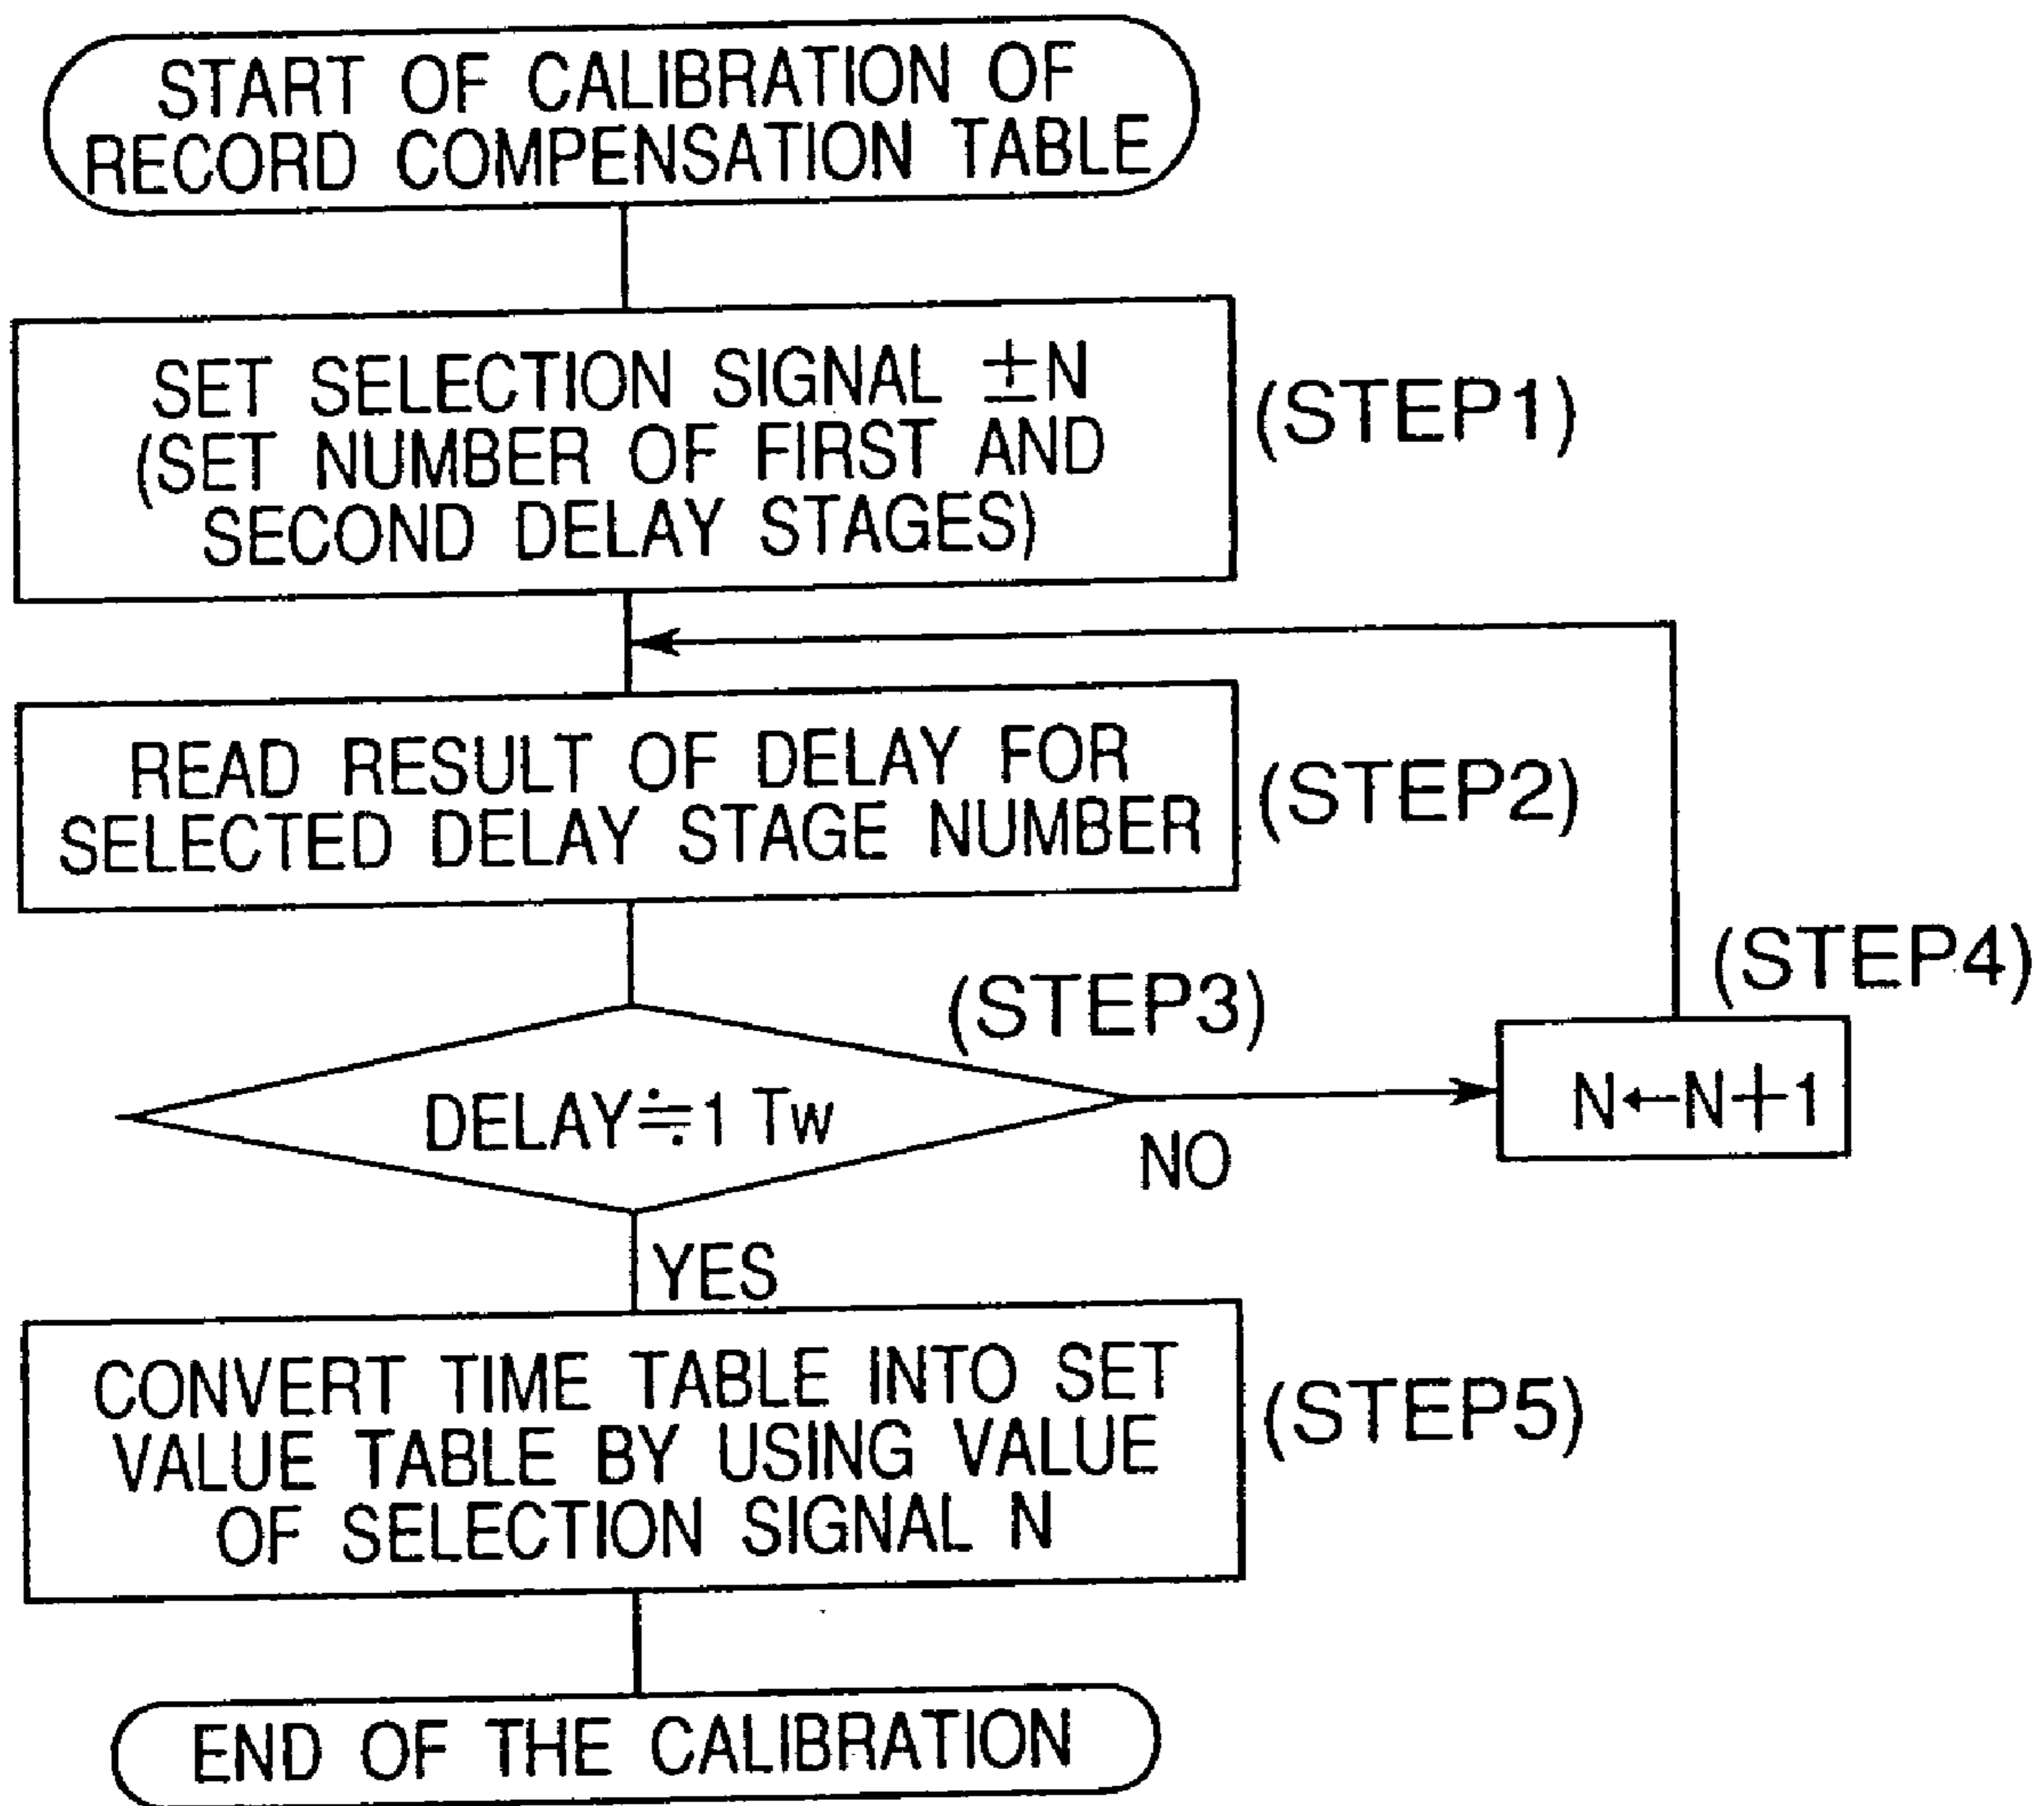 START OF CALIBRATION OF
RECORD COMPENSATION TABLE
SET SELECTION SIGNAL ±N
(SET NUMBER OF FIRST AND
SECOND DELAY STAGES)
(STEP1)
READ RESULT OF DELAY FOR
SELECTED DELAY STAGE NUMBER
(STEP2)
(STEP3)
DELAY≒1 Tw
NO
(STEP4)
N←N+1
YES
CONVERT TIME TABLE INTO SET
VALUE TABLE BY USING VALUE
OF SELECTION SIGNAL N
(STEP5)
END OF THE CALIBRATION